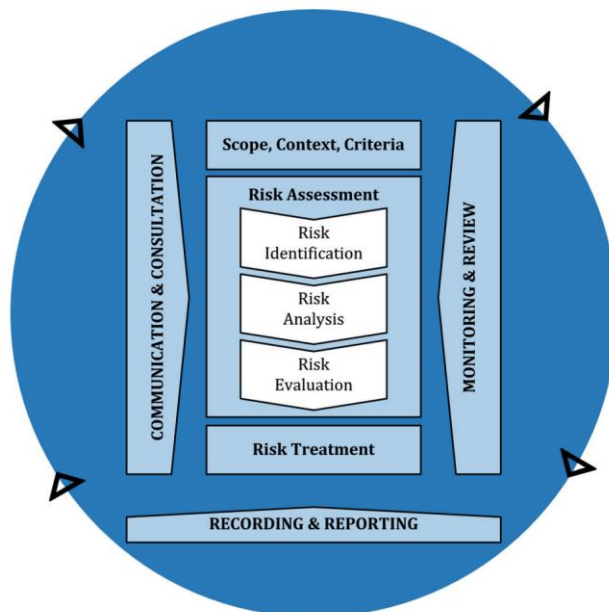 Scope, Context, Criteria
COMMUNICATION & CONSULTATION
Risk Assessment
Risk
Identification
Risk
Analysis
Risk
Evaluation
MONITORING & REVIEW
Risk Treatment
RECORDING & REPORTING